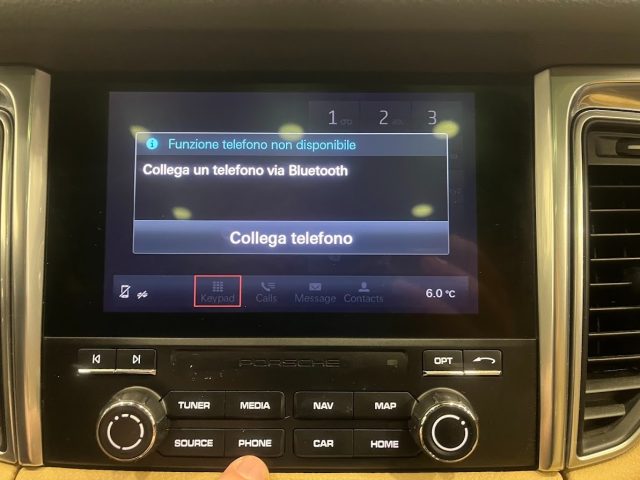 1 2 3
Funzione telefono non disponibile
Collega un telefono via Bluetooth
Collega telefono
Keypad Calls Message Contacts 6.0 °C
PORSCHE OPT
TUNER MEDIA NAV MAP
SOURCE PHONE CAR HOME